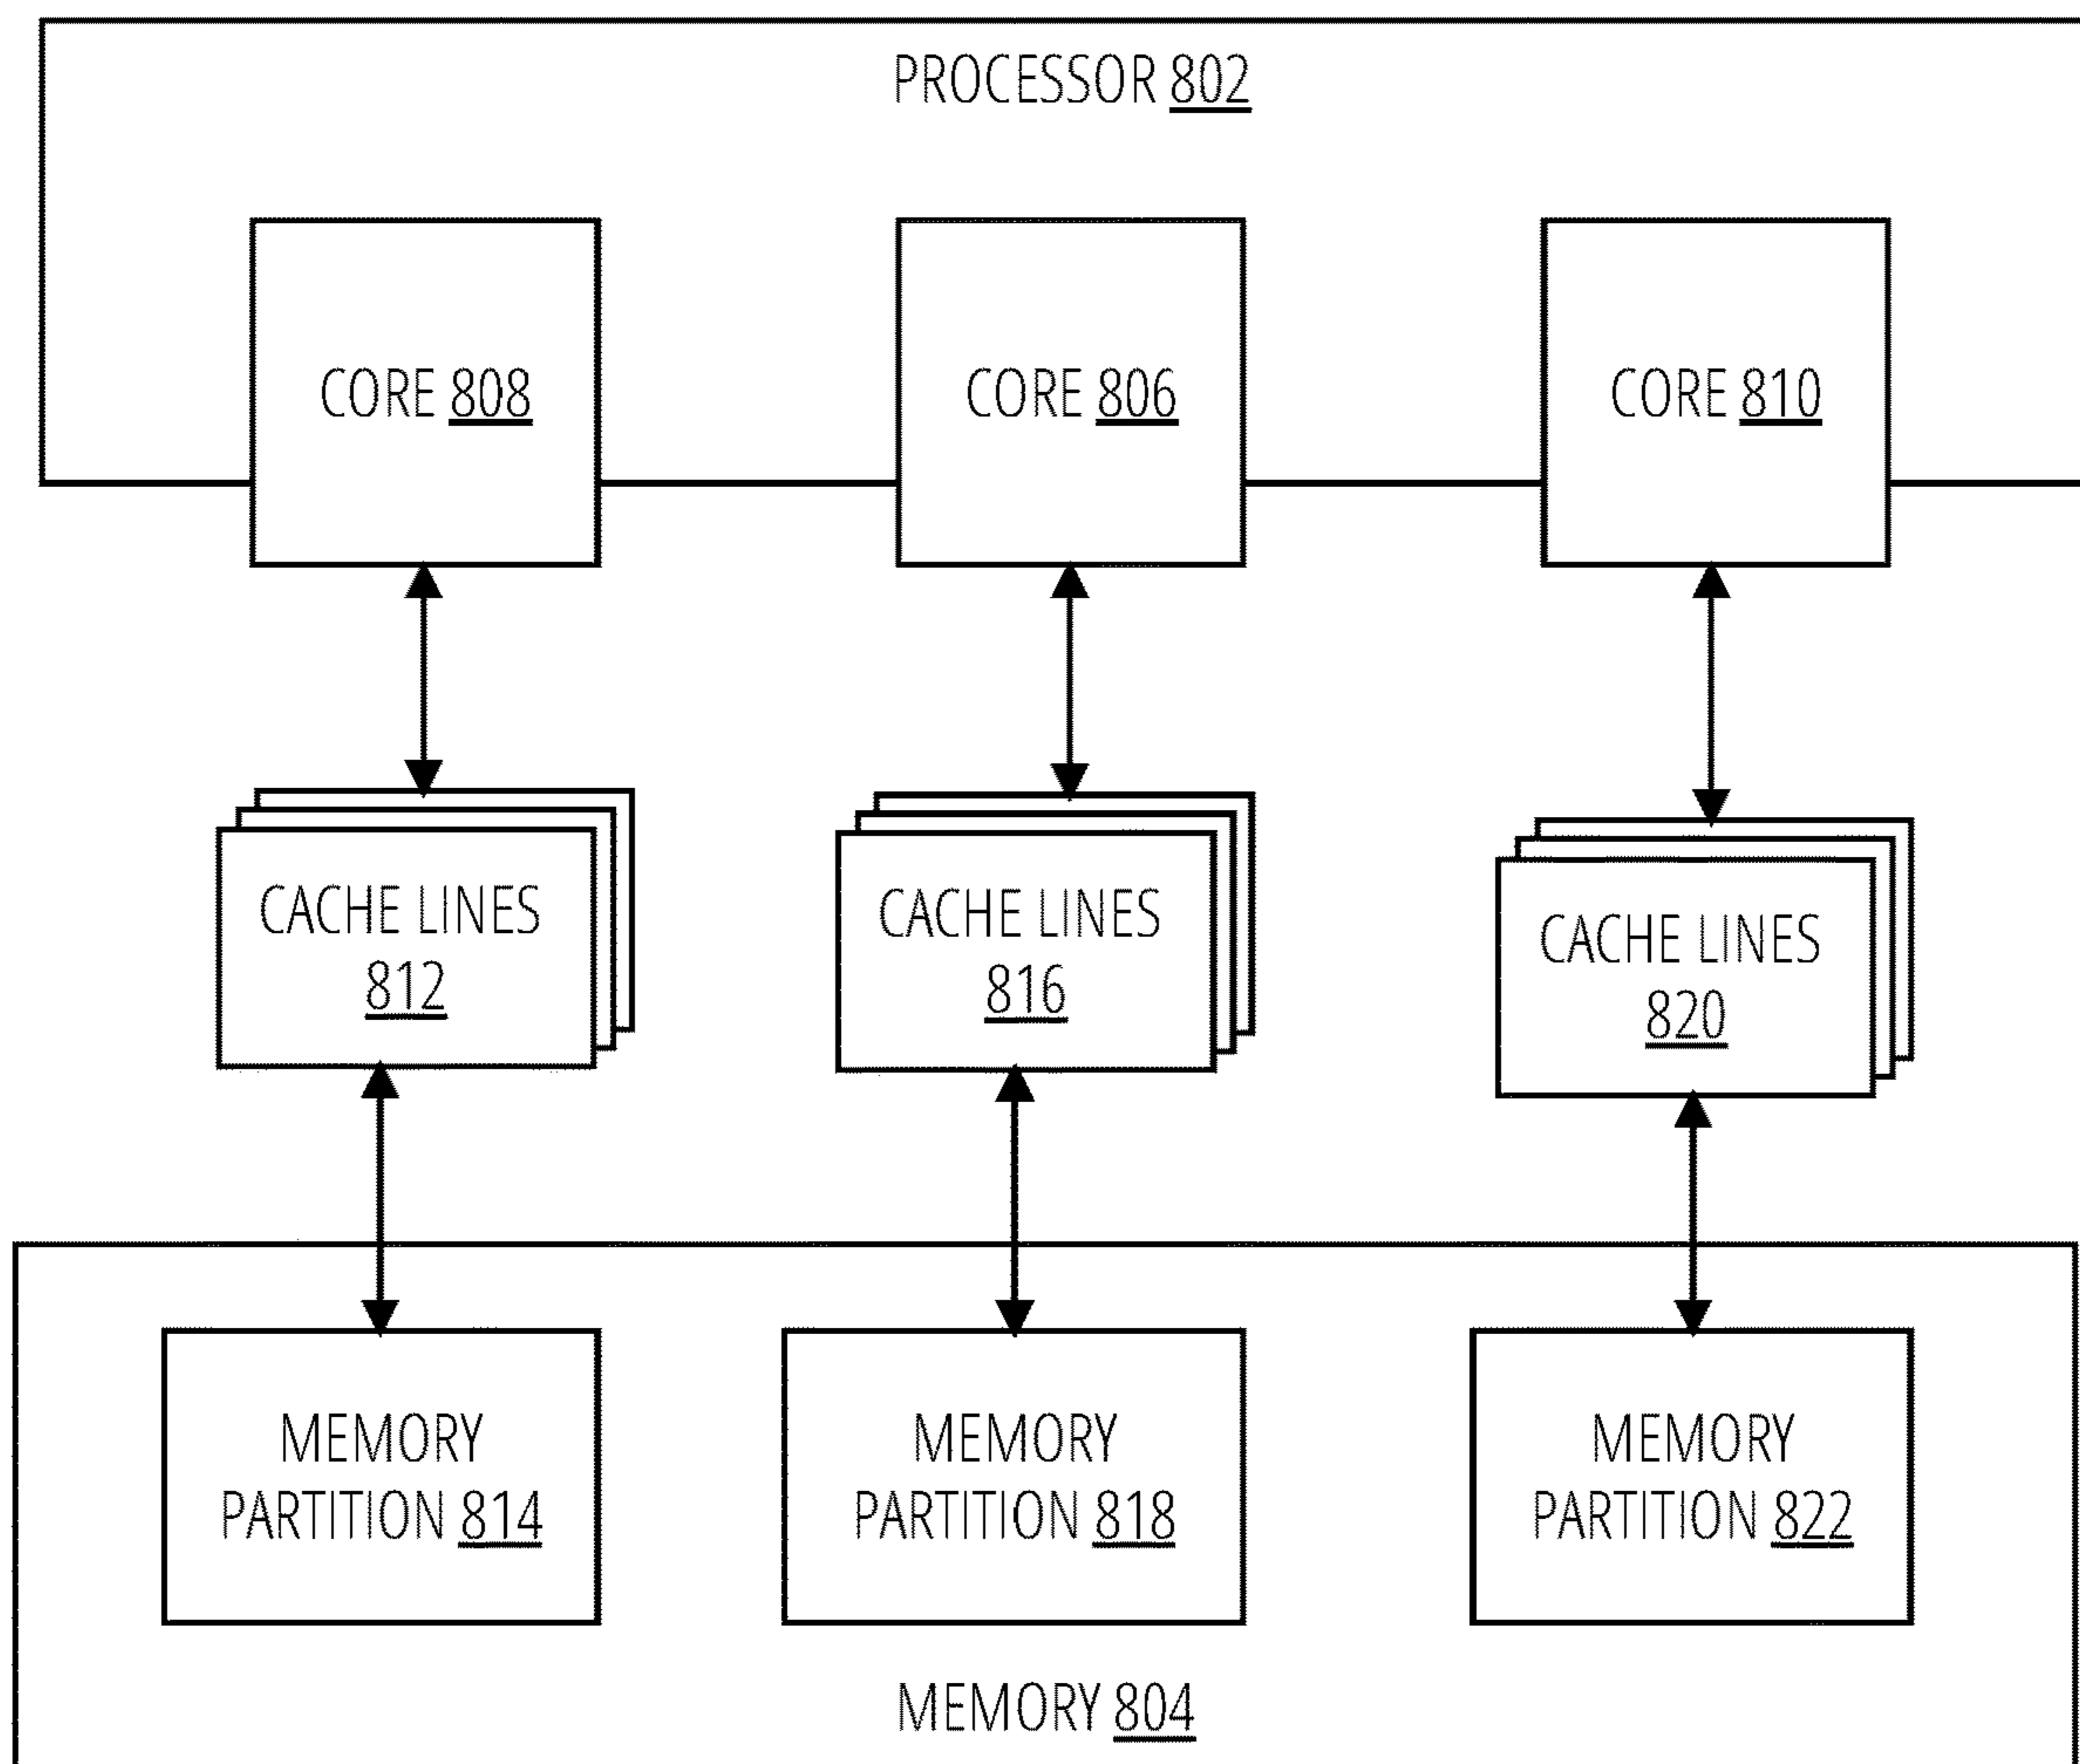 PROCESSOR 802
CORE 808
CORE 806
CORE 810
CACHE LINES
812
CACHE LINES
816
CACHE LINES
820
MEMORY
PARTITION 814
MEMORY
PARTITION 818
MEMORY
PARTITION 822
MEMORY 804